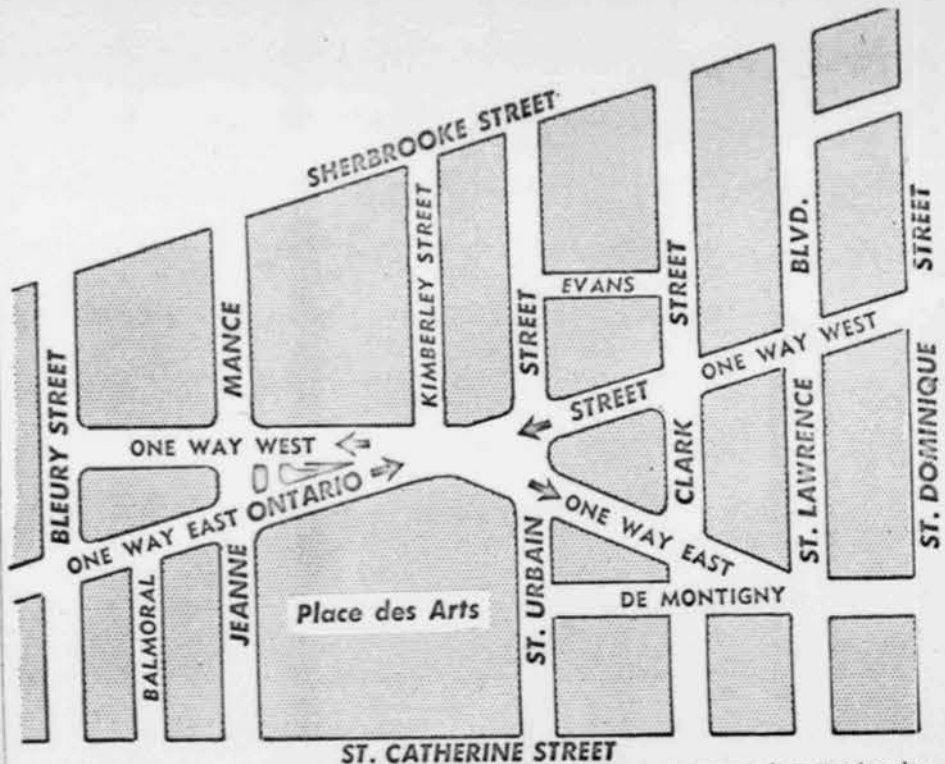 SHERBROOKE STREET
KIMBERLEY STREET
EVANS
STREET
STREET
BLVD.
STREET
MANCE
BLEURY STREET
ONE WAY WEST
ONE WAY WEST
STREET
ONE WAY EAST ONTARIO
ONE WAY EAST
CLARK
ST. LAWRENCE
ST. DOMINIQUE
BALMORAL
JEANNE
Place des Arts
ST. URBAIN
DE MONTIGNY
ST. CATHERINE STREET